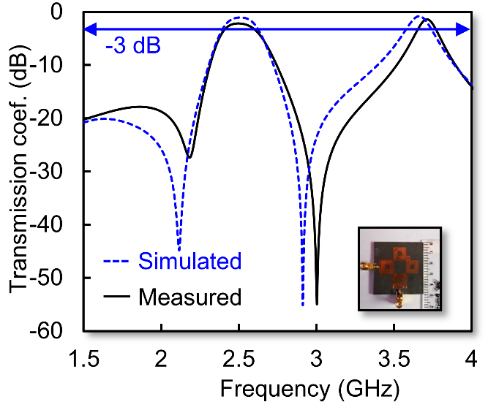 0
-10
-20
-30
-40
-50
-60
Transmission coef. (dB)
-3 dB
Simulated
Measured
1.5
2
2.5
3
3.5
4
Frequency (GHz)